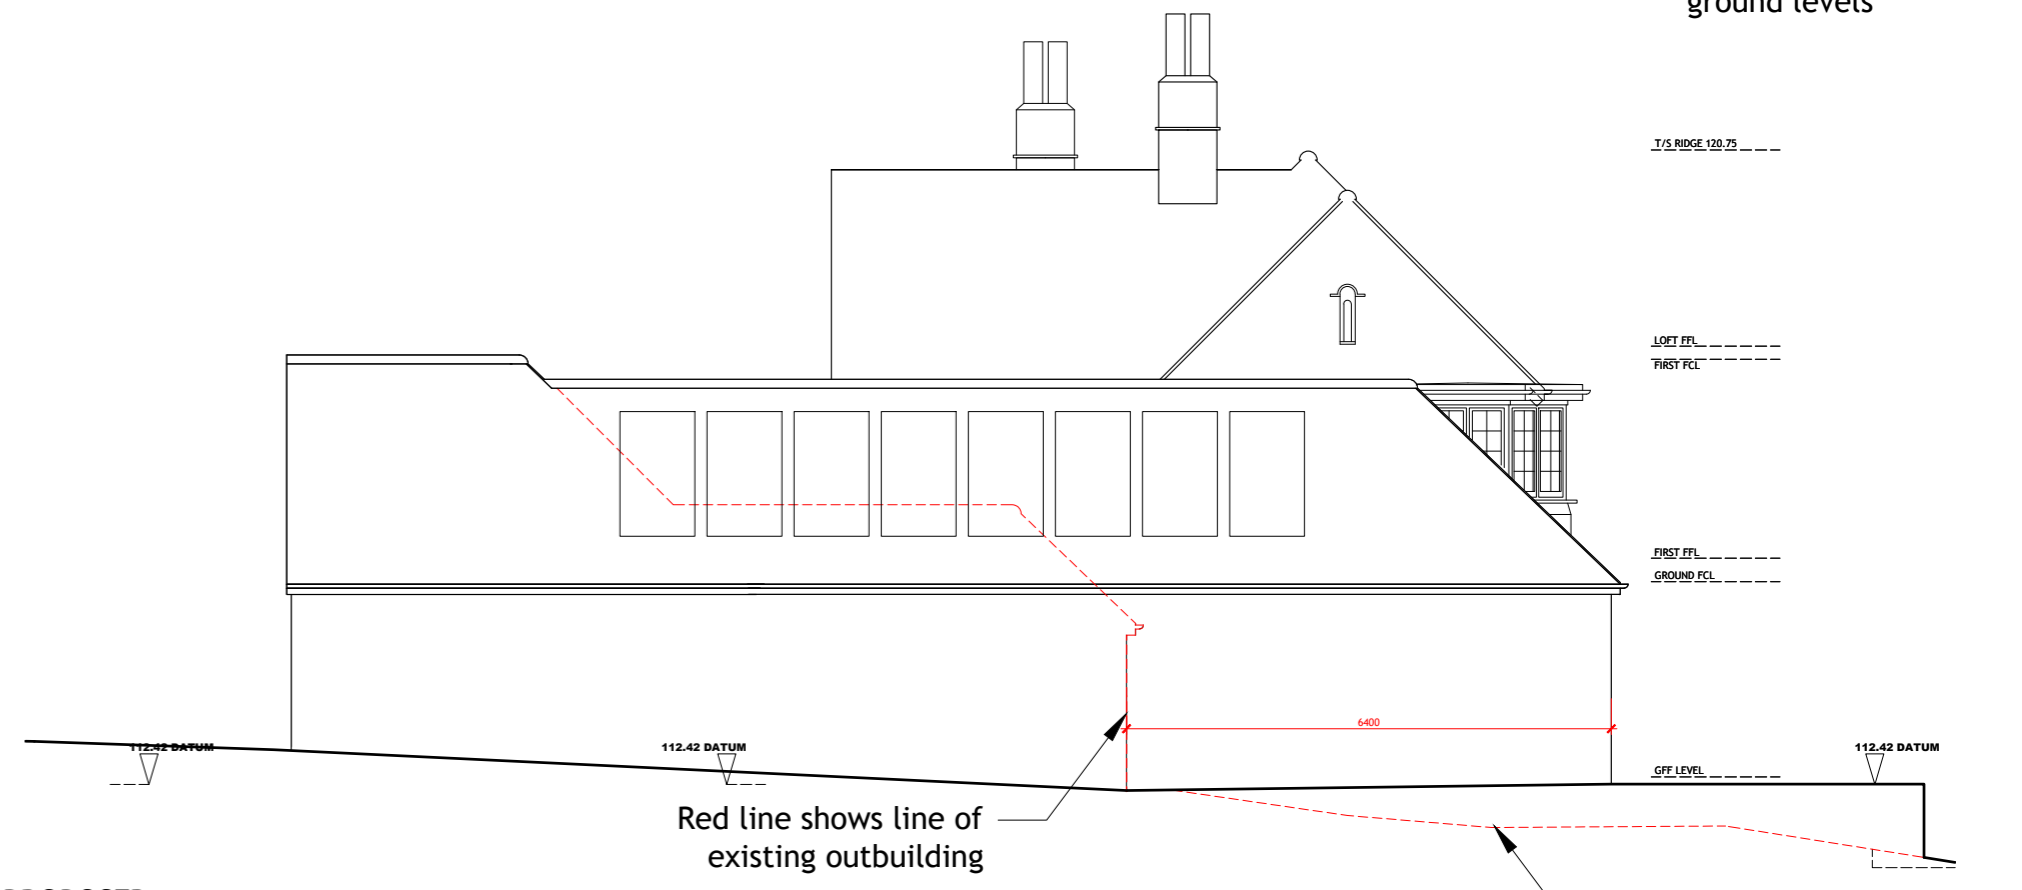 ground levels
T/S RIDGE 120.75
LOFT FFL
FIRST FCL
FIRST FFL
GROUND FCL
6400
112.42 DATUM
112.42 DATUM
112.42 DATUM
GFF LEVEL
Red line shows line of
existing outbuilding